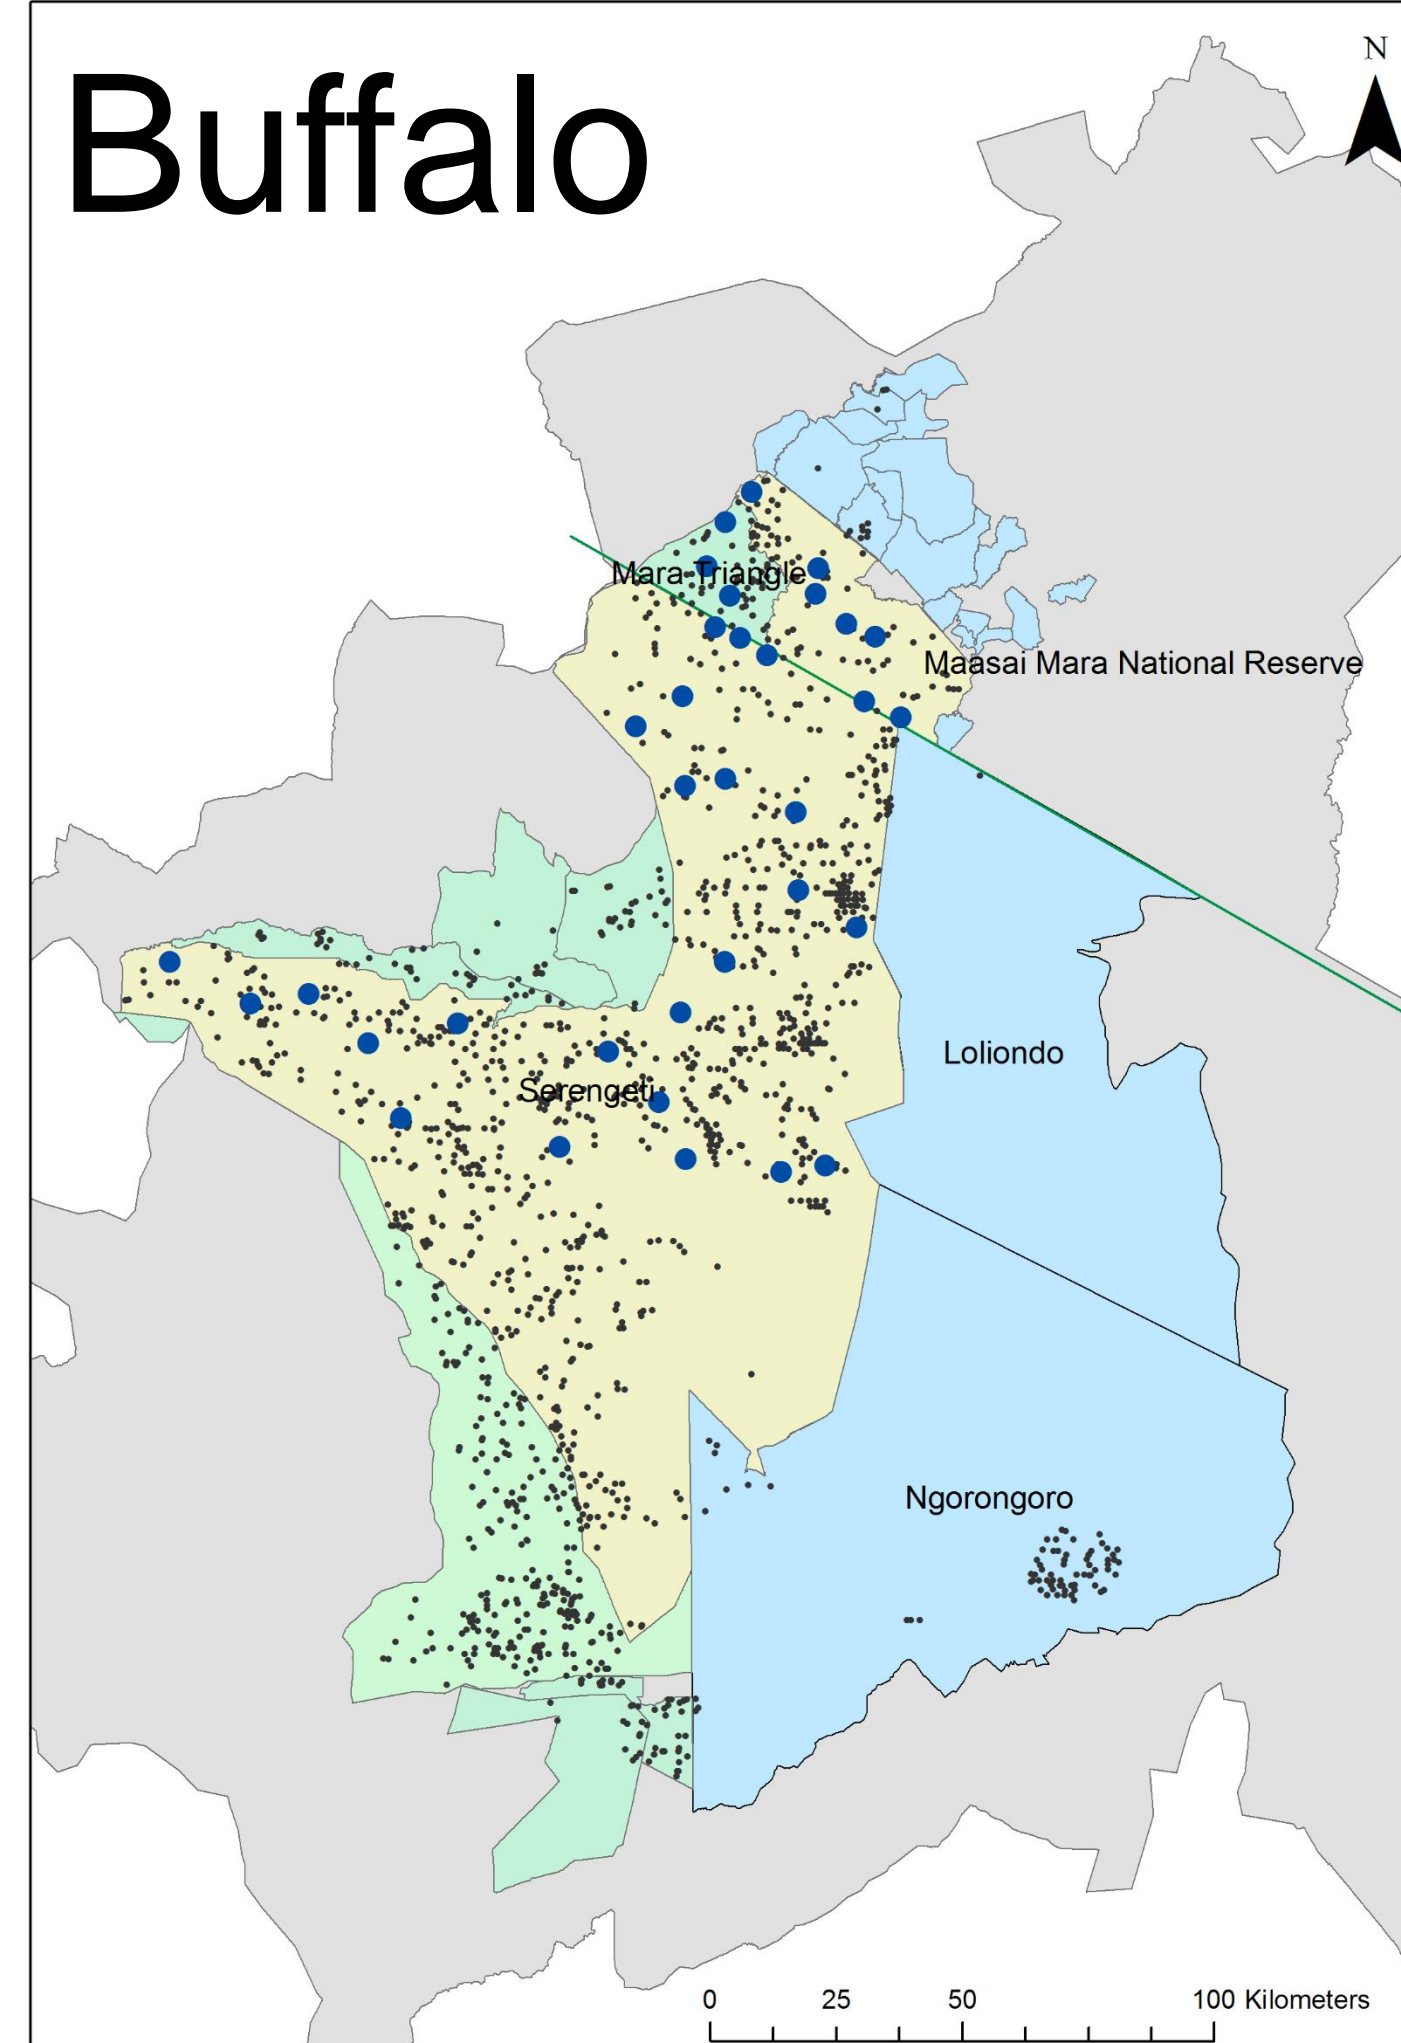 Buffalo
N
Mara Triangle
Maasai Mara National Reserve
Loliondo
Serengeti
Ngorongoro
0 25 50 100 Kilometers